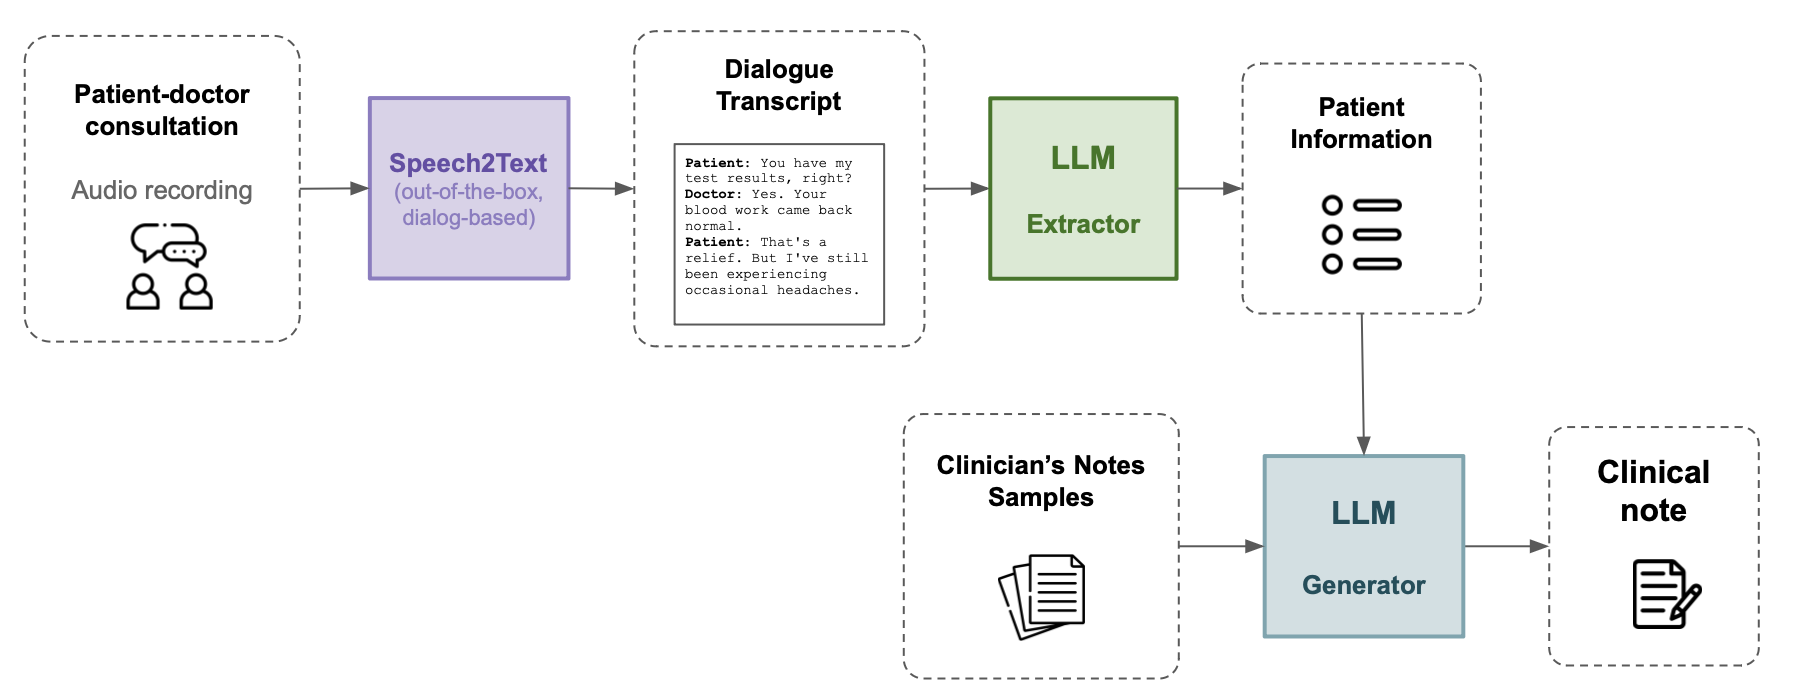 Patient-doctor
consultation
Audio recording
Speech2Text
(out-of-the-box,
dialog-based)
Dialogue
Transcript
Patient: You have my
test results, right?
Doctor: Yes. Your
blood work came back
normal.
Patient: That's a
relief. But I've still
been experiencing
occasional headaches.
LLM
Extractor
Patient
Information
Clinician’s Notes
Samples
LLM
Generator
Clinical
note